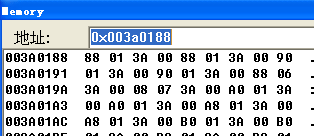 Memory
地址: 0x003a0188
003A0188 88 01 3A 00 88 01 3A 00 90
003A0191 01 3A 00 90 01 3A 00 88 06
003A019A 3A 00 08 07 3A 00 A0 01 3A
003A01A3 00 A0 01 3A 00 A8 01 3A 00
003A01AC A8 01 3A 00 B0 01 3A 00 B0